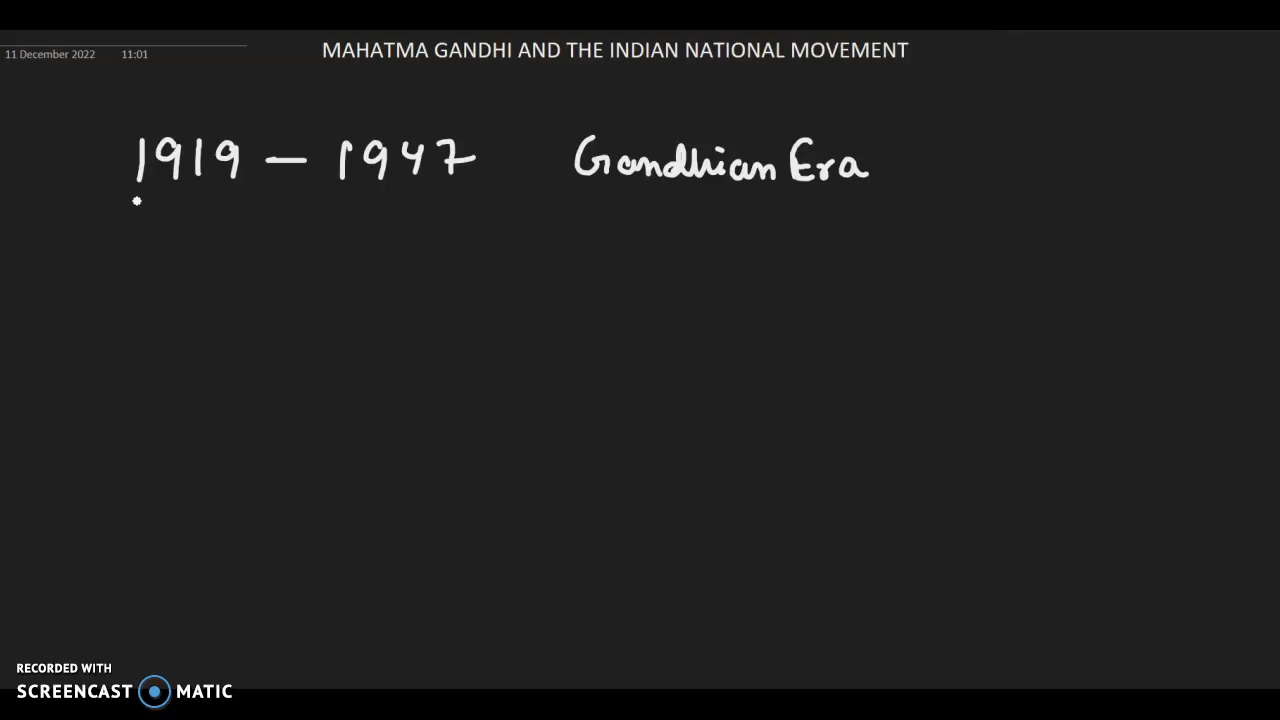 11 December 2022 11:01
MAHATMA GANDHI AND THE INDIAN NATIONAL MOVEMENT
1919 — 1947 Gandhian Era
RECORDED WITH
SCREENCAST MATIC